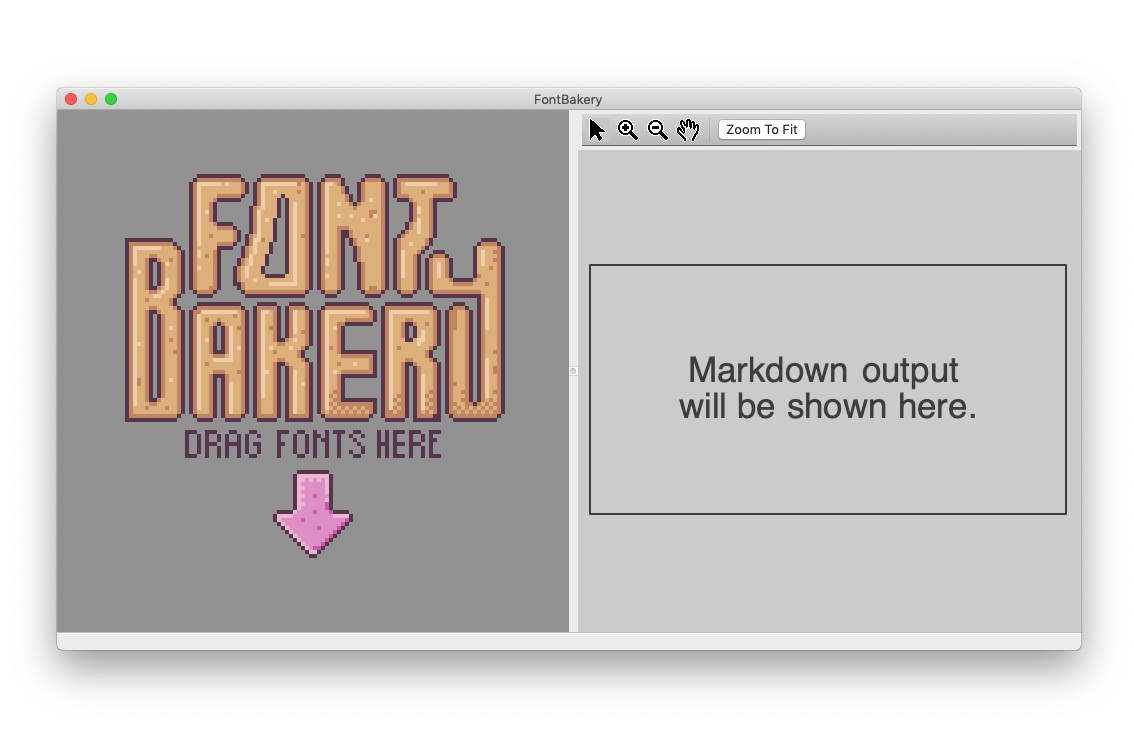 FontBakery
Zoom To Fit
FONT
BAKERY
DRAG FONTS HERE
Markdown output
will be shown here.